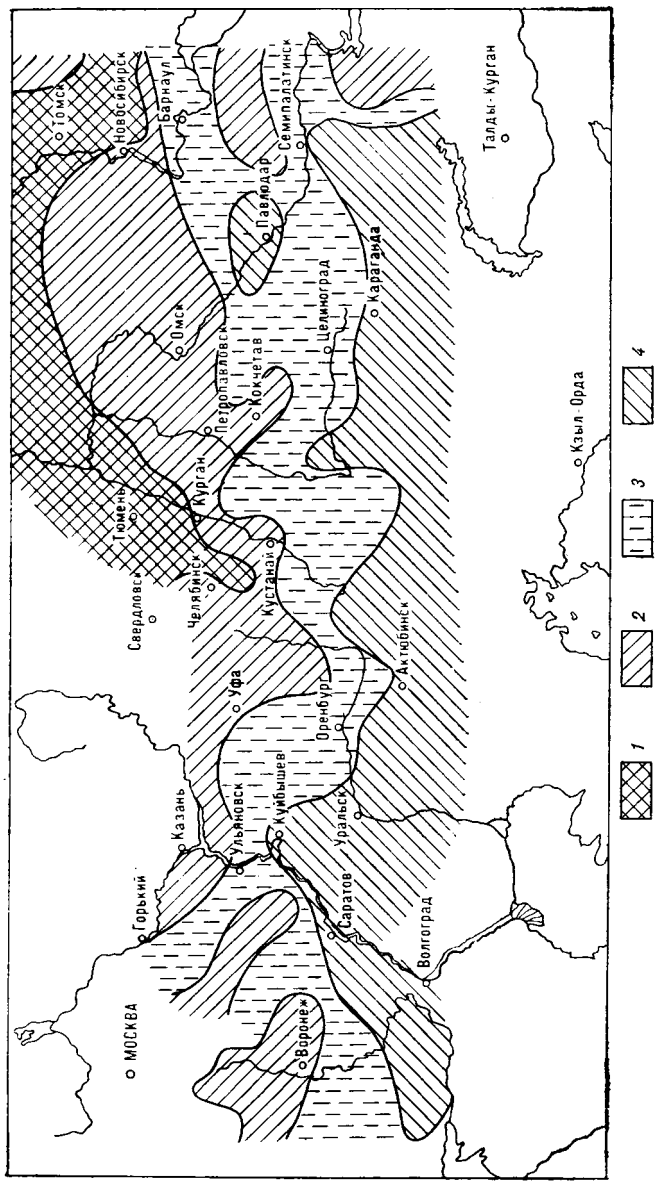 МОСКВА
Горький
Казань
Свердловск
Тюмень
Томск
Новосибирск
Ульяновск
Уфа
Челябинск
Курган
Петропавловск
Омск
Барнаул
Воронеж
Саратов
Куйбышев
Оренбург
Кустанай
Кокчетав
Павлодар
Семипалатинск
Уральск
Актюбинск
Целиноград
Караганда
Волгоград
Кзыл-Орда
Талды-Курган
1
2
3
4